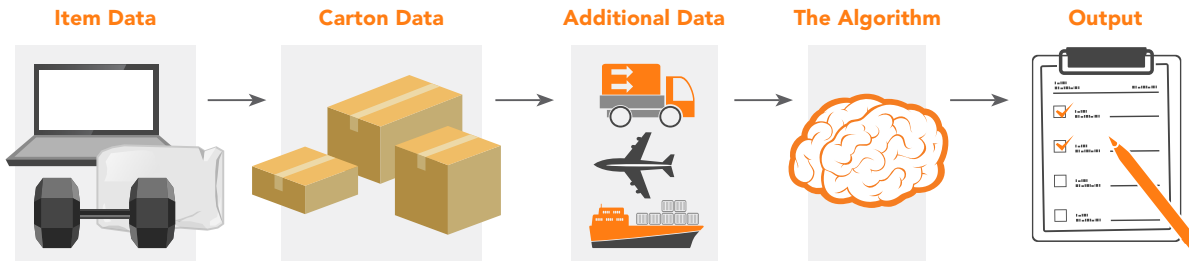 Item Data
Carton Data
Additional Data
The Algorithm
Output